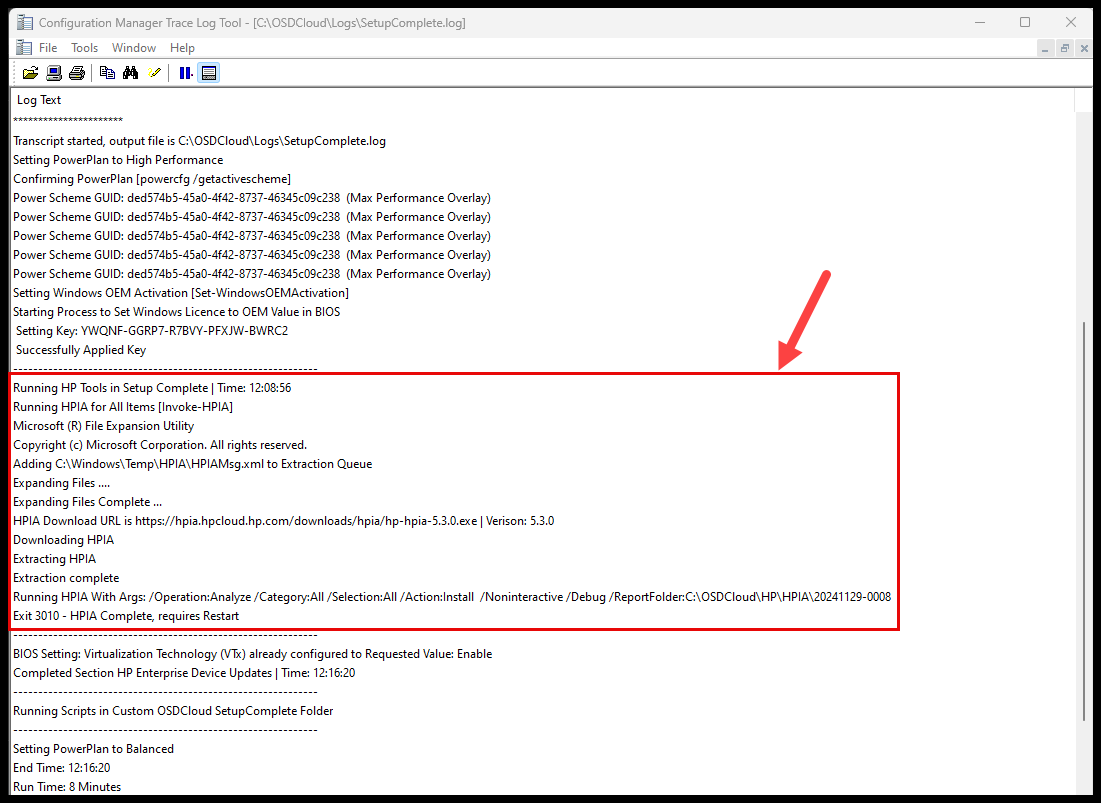 Configuration Manager Trace Log Tool - [C:\OSDCloud\Logs\SetupComplete.log]
File Tools Window Help
Log Text
**********************
Transcript started, output file is C:\OSDCloud\Logs\SetupComplete.log
Setting PowerPlan to High Performance
Confirming PowerPlan [powercfg /getactivescheme]
Power Scheme GUID: ded574b5-45a0-4f42-8737-46345c09c238  (Max Performance Overlay)
Power Scheme GUID: ded574b5-45a0-4f42-8737-46345c09c238  (Max Performance Overlay)
Power Scheme GUID: ded574b5-45a0-4f42-8737-46345c09c238  (Max Performance Overlay)
Power Scheme GUID: ded574b5-45a0-4f42-8737-46345c09c238  (Max Performance Overlay)
Power Scheme GUID: ded574b5-45a0-4f42-8737-46345c09c238  (Max Performance Overlay)
Setting Windows OEM Activation [Set-WindowsOEMActivation]
Starting Process to Set Windows Licence to OEM Value in BIOS
Setting Key: YWQNF-GGRP7-R7BVY-PFXJW-BWRC2
Successfully Applied Key
-------------------------------------------------------------
Running HP Tools in Setup Complete | Time: 12:08:56
Running HPIA for All Items [Invoke-HPIA]
Microsoft (R) File Expansion Utility
Copyright (c) Microsoft Corporation. All rights reserved.
Adding C:\Windows\Temp\HPIA\HPIAMsg.xml to Extraction Queue
Expanding Files ....
Expanding Files Complete ...
HPIA Download URL is https://hpia.hpcloud.hp.com/downloads/hpia/hp-hpia-5.3.0.exe | Verison: 5.3.0
Downloading HPIA
Extracting HPIA
Extraction complete
Running HPIA With Args: /Operation:Analyze /Category:All /Selection:All /Action:Install  /Noninteractive /Debug /ReportFolder:C:\OSDCloud\HP\HPIA\20241129-0008
Exit 3010 - HPIA Complete, requires Restart
-------------------------------------------------------------
BIOS Setting: Virtualization Technology (VTx) already configured to Requested Value: Enable
Completed Section HP Enterprise Device Updates | Time: 12:16:20
-------------------------------------------------------------
Running Scripts in Custom OSDCloud SetupComplete Folder
-------------------------------------------------------------
Setting PowerPlan to Balanced
End Time: 12:16:20
Run Time: 8 Minutes